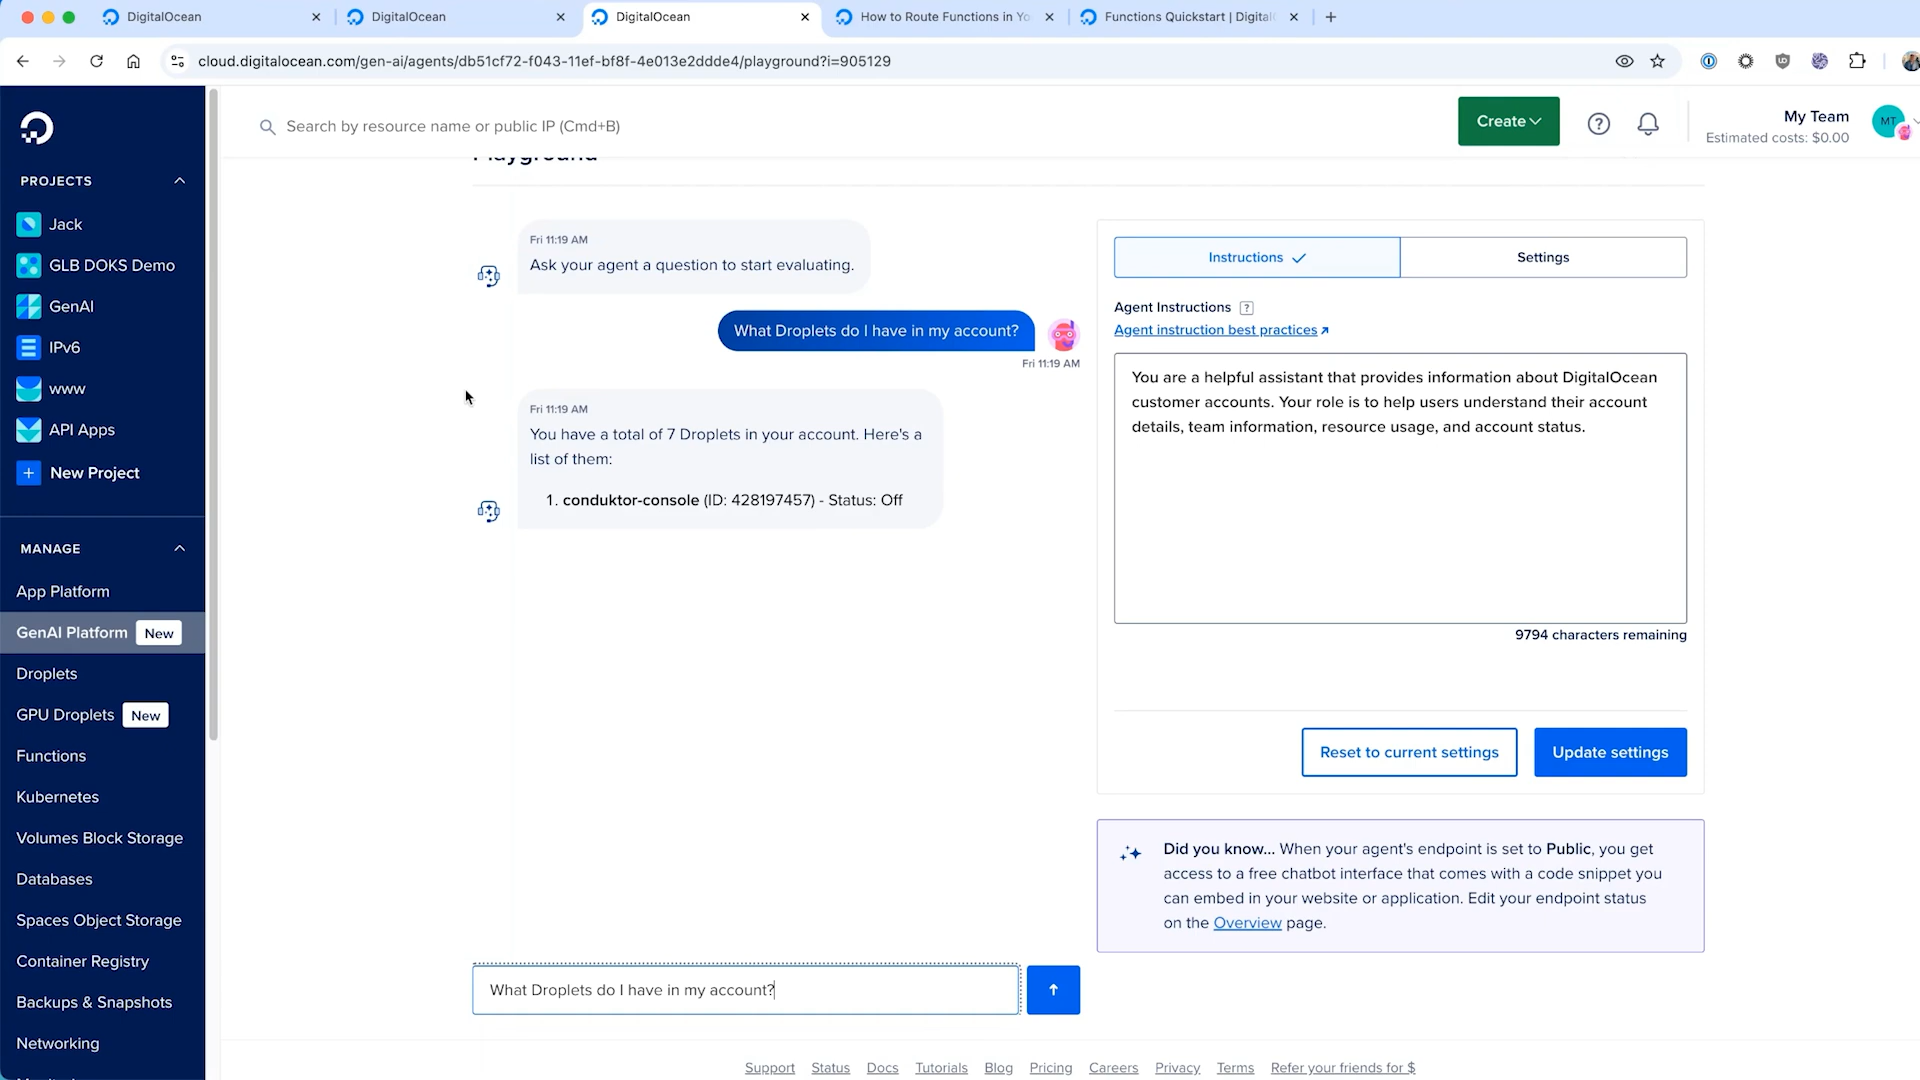 DigitalOcean
DigitalOcean
DigitalOcean
How to Route Functions in Yo
Functions Quickstart | Digital
cloud.digitalocean.com/gen-ai/agents/db51cf72-f043-11ef-bf8f-4e013e2ddde4/playground?i=905129
Search by resource name or public IP (Cmd+B)
Create
My Team
Estimated costs: $0.00
MT
PROJECTS
Jack
GLB DOKS Demo
GenAI
IPv6
www
API Apps
New Project
MANAGE
App Platform
GenAI Platform New
Droplets
GPU Droplets New
Functions
Kubernetes
Volumes Block Storage
Databases
Spaces Object Storage
Container Registry
Backups & Snapshots
Networking
Playground
Fri 11:19 AM
Ask your agent a question to start evaluating.
What Droplets do I have in my account?
Fri 11:19 AM
Fri 11:19 AM
You have a total of 7 Droplets in your account. Here's a
list of them:
1. conduktor-console (ID: 428197457) - Status: Off
What Droplets do I have in my account?
Instructions
Settings
Agent Instructions ?
Agent instruction best practices
You are a helpful assistant that provides information about DigitalOcean
customer accounts. Your role is to help users understand their account
details, team information, resource usage, and account status.
9794 characters remaining
Reset to current settings
Update settings
Did you know... When your agent's endpoint is set to Public, you get
access to a free chatbot interface that comes with a code snippet you
can embed in your website or application. Edit your endpoint status
on the Overview page.
Support Status Docs Tutorials Blog Pricing Careers Privacy Terms Refer your friends for $